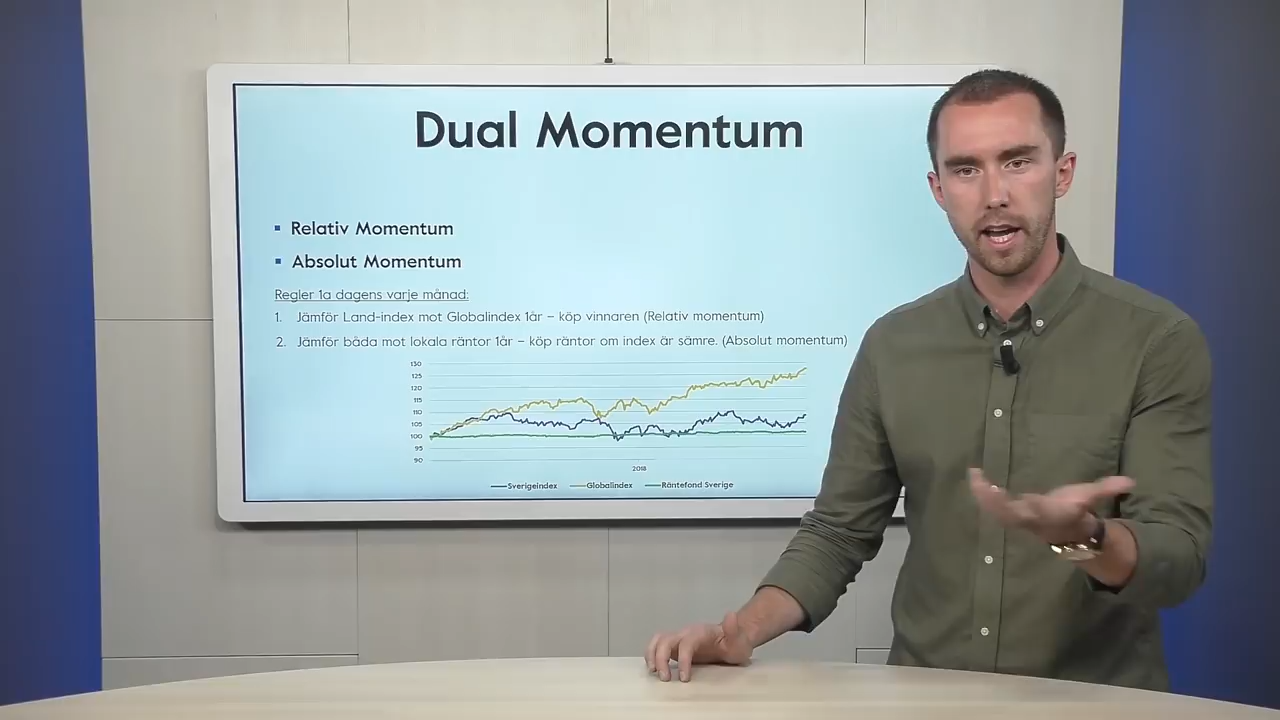 Dual Momentum
▪ Relativ Momentum
▪ Absolut Momentum
Regler 1a dagens varje månad:
1. Jämför Land-index mot Globalindex 1år – köp vinnaren (Relativ momentum)
2. Jämför båda mot lokala räntor 1år – köp räntor om index är sämre. (Absolut momentum)
130
125
120
115
110
105
100
95
90
2018
Sverigeindex Globalindex Räntefond Sverige